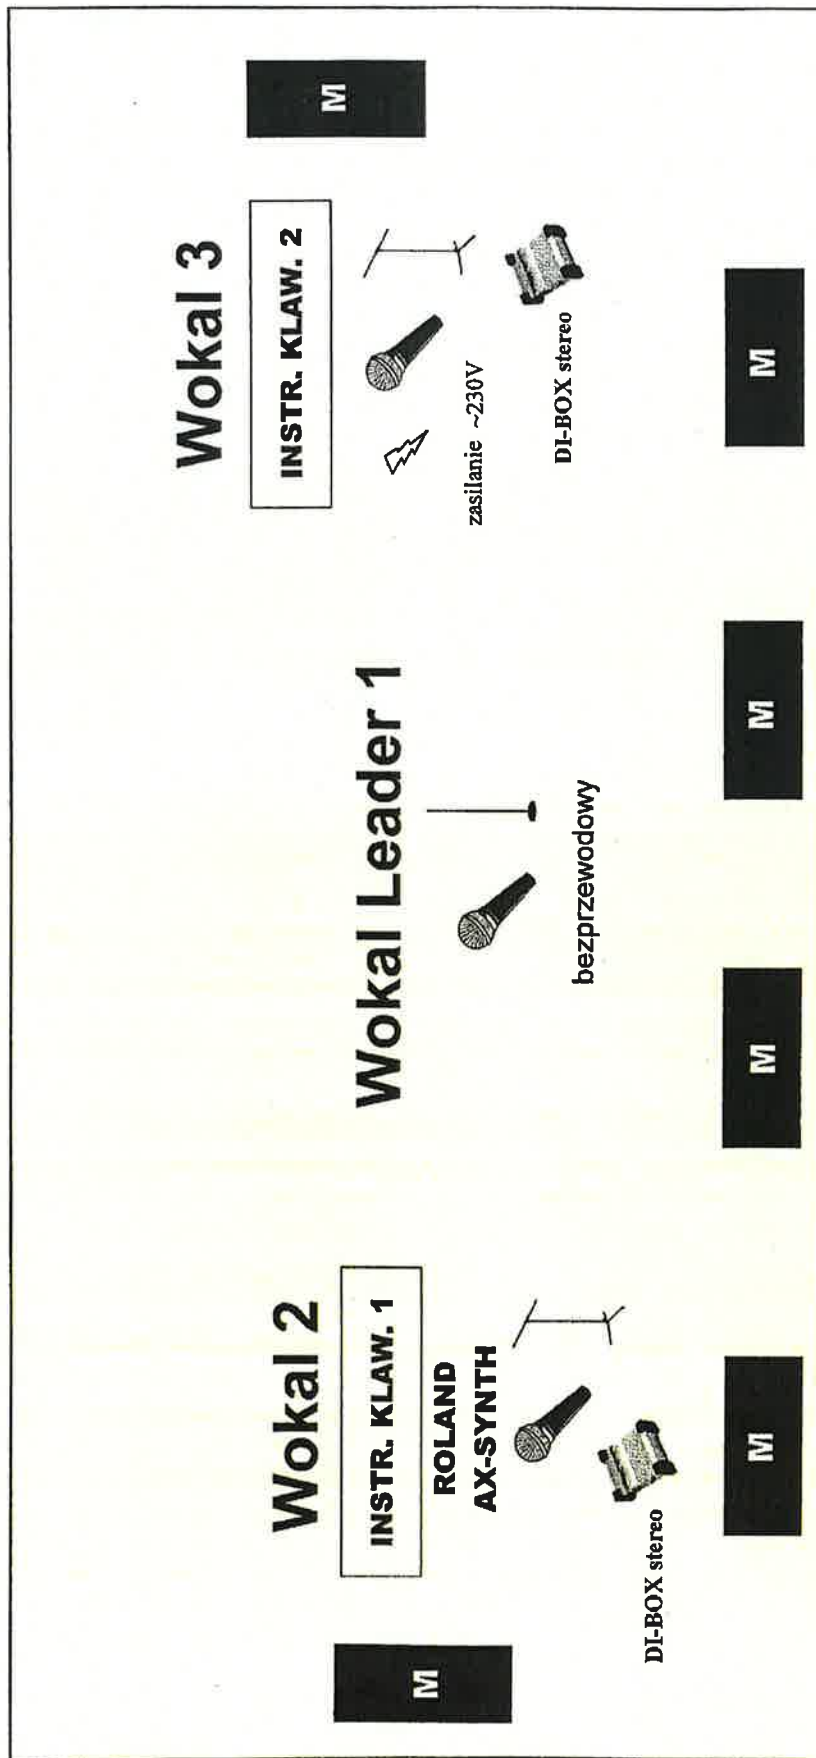 Wokal 2
INSTR. KLAW. 1
ROLAND
AX-SYNTH
DI-BOX stereo
M
Wokal Leader 1
bezprzewodowy
Wokal 3
INSTR. KLAW. 2
zasilanie ~230V
DI-BOX stereo
M
M
M
M
M